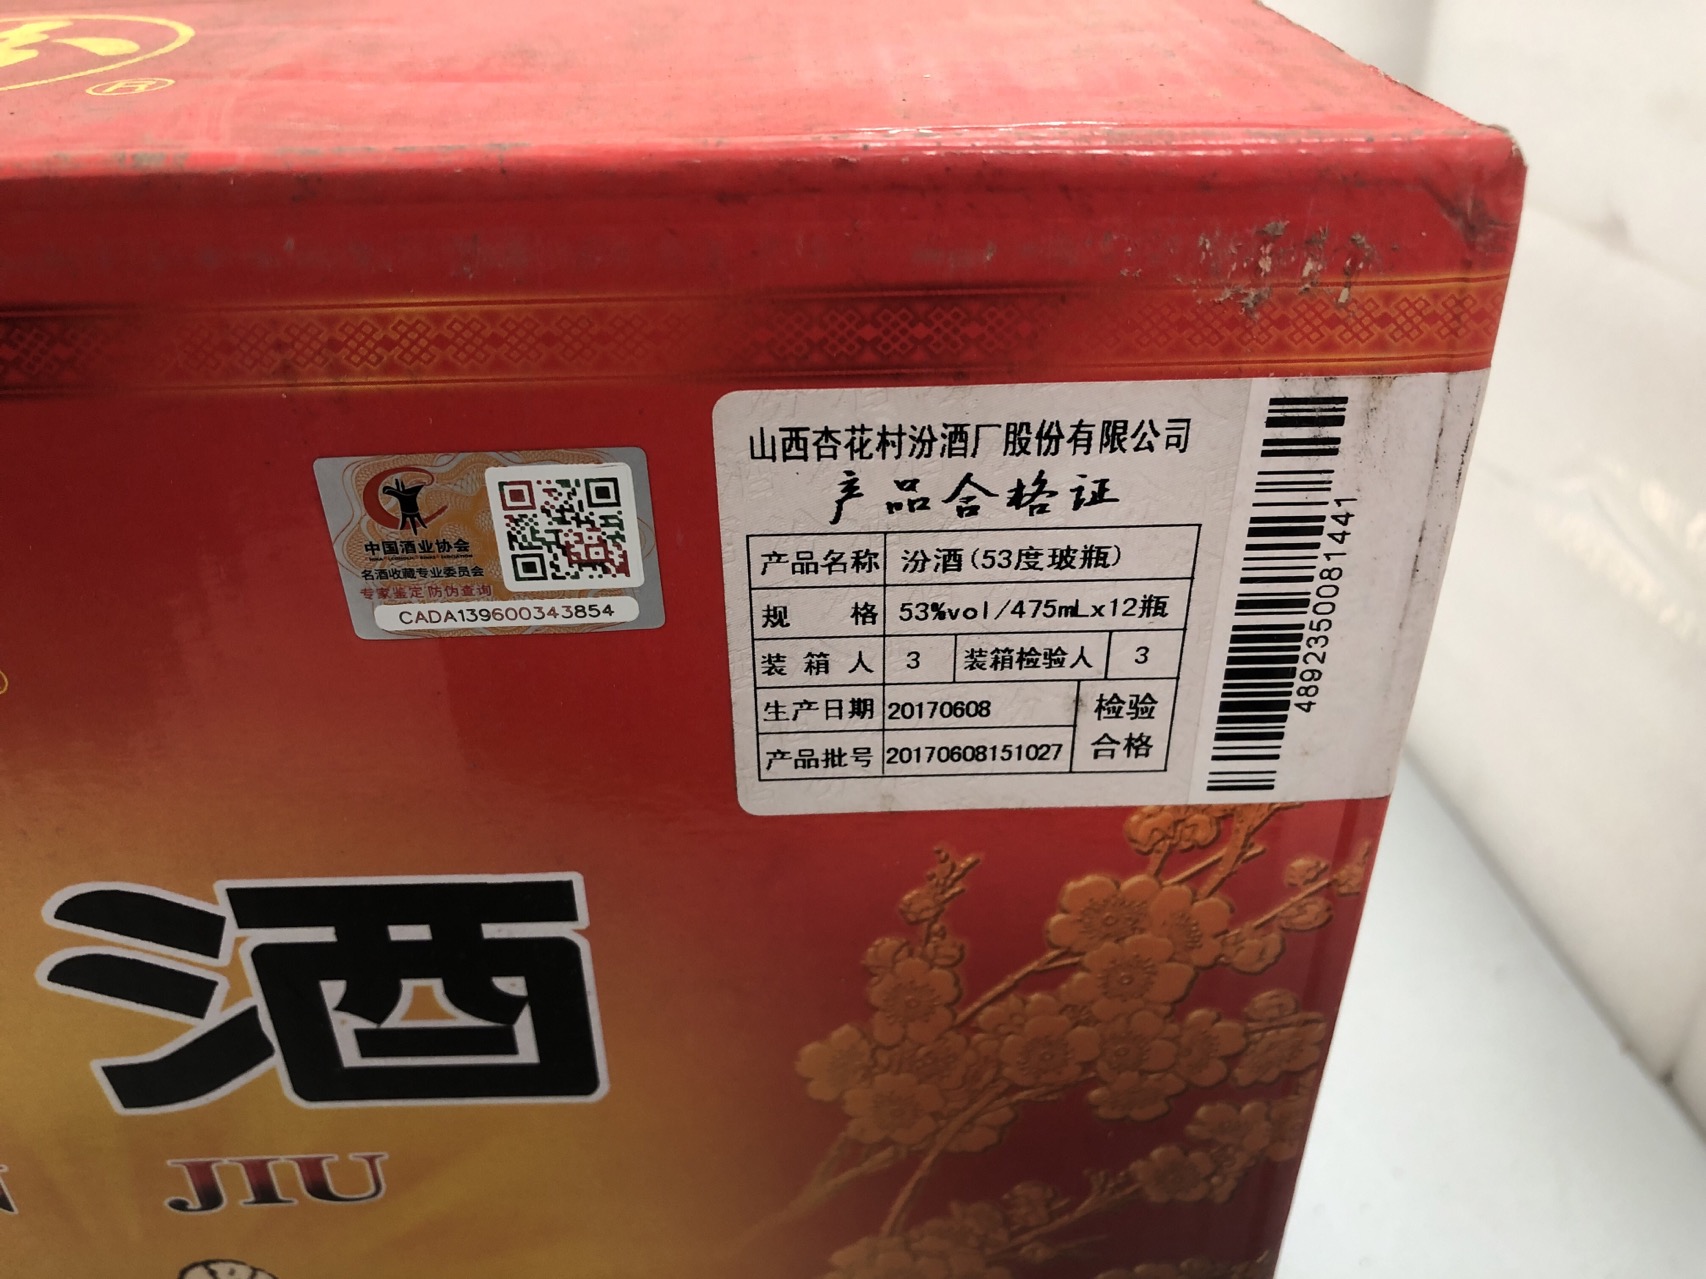 ®
山西杏花村汾酒厂股份有限公司
产品合格证
产品名称 汾酒(53度玻瓶)
规 格 53%vol/475mLx12瓶
装 箱 人 3 装箱检验人 3
生产日期 20170608 检验
产品批号 20170608151027 合格
4892350081441
中国酒业协会
名酒收藏专业委员会
专家鉴定 防伪查询
CADA139600343854
酒
JIU